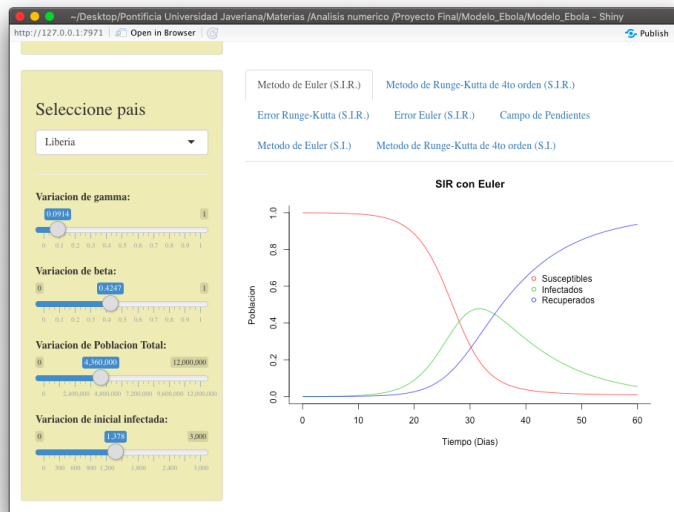 ~/Desktop/Pontificia Universidad Javeriana/Materias /Analisis numerico /Proyecto Final/Modelo_Ebola/Modelo_Ebola - Shiny
http://127.0.0.1:7971 Open in Browser Publish
Seleccione pais
Liberia
Variacion de gamma:
0.0914 1
0 0.1 0.2 0.3 0.4 0.5 0.6 0.7 0.8 0.9 1
Variacion de beta:
0 0.4247 1
0 0.1 0.2 0.3 0.4 0.5 0.6 0.7 0.8 0.9 1
Variacion de Poblacion Total:
0 4,360,000 12,000,000
0 2,400,000 4,800,000 7,200,000 9,600,000 12,000,000
Variacion de inicial infectada:
0 1,378 3,000
0 300 600 900 1,200 1,800 2,400 3,000
Metodo de Euler (S.I.R.) Metodo de Runge-Kutta de 4to orden (S.I.R.)
Error Runge-Kutta (S.I.R.) Error Euler (S.I.R.) Campo de Pendientes
Metodo de Euler (S.I.) Metodo de Runge-Kutta de 4to orden (S.I.)
SIR con Euler
Poblacion
1.0
0.8
0.6
0.4
0.2
0.0
Susceptibles
Infectados
Recuperados
0 10 20 30 40 50 60
Tiempo (Dias)